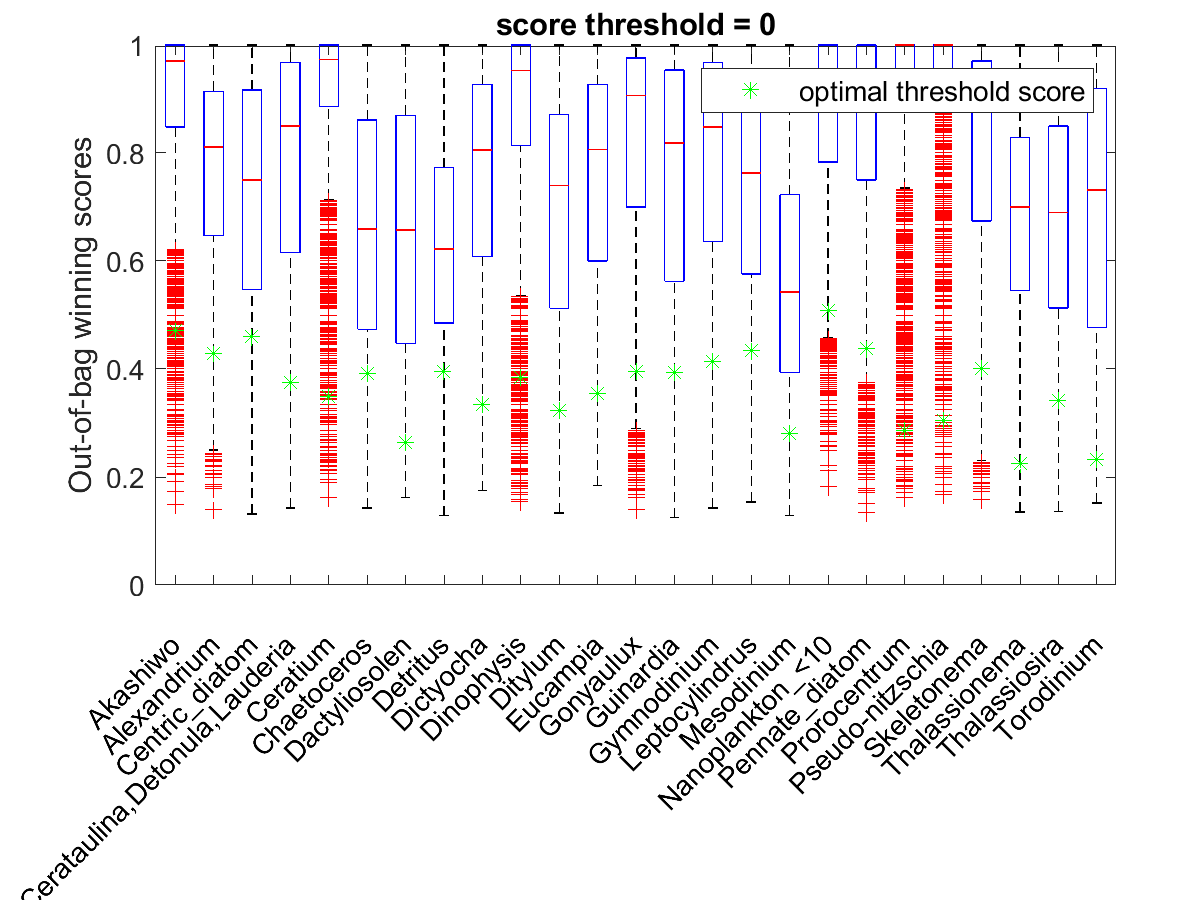 score threshold = 0
optimal threshold score
Out-of-bag winning scores
1
0.8
0.6
0.4
0.2
0
Akashiwo
Alexandrium
Centric_diatom
Cerataulina, Detonula, Lauderia
Ceratium
Chaetoceros
Dactyliosolen
Detritus
Dictyocha
Dinophysis
Ditylum
Eucampia
Gonyaulux
Guinardia
Gymnodinium
Leptocylindrus
Mesodinium
Nanoplankton_<10
Pennate_diatom
Prorocentrum
Pseudo-nitzschia
Skeletonema
Thalassionema
Thalassiosira
Torodinium